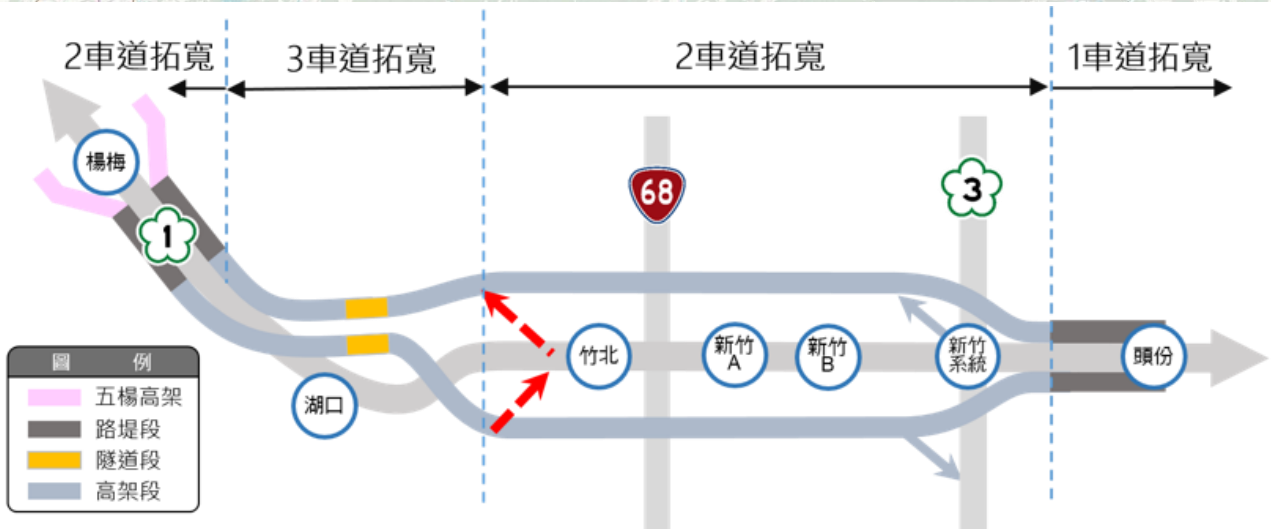 2車道拓寬
3車道拓寬
2車道拓寬
1車道拓寬
楊梅
1
68
3
竹北
新竹
A
新竹
B
新竹
系統
頭份
湖口
圖 例
五楊高架
路堤段
隧道段
高架段